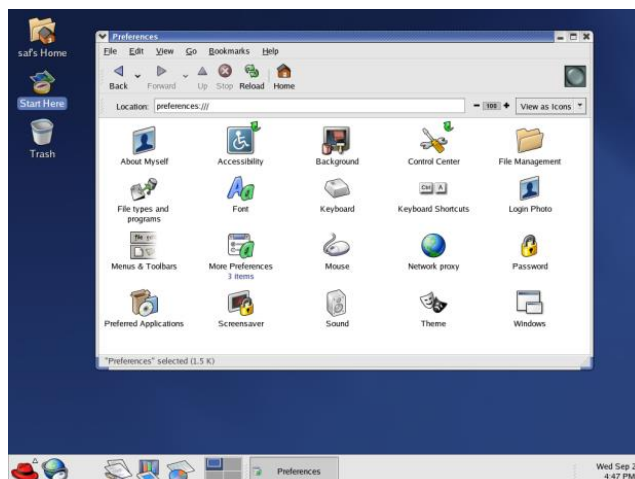 saf's Home
Start Here
Trash
Preferences
File Edit View Go Bookmarks Help
Back Forward Up Stop Reload Home
Location: preferences:/// 100 View as Icons
About Myself Accessibility Background Control Center File Management
File types and programs Font Keyboard Ctrl A Keyboard Shortcuts Login Photo
Menus & Toolbars More Preferences Mouse Network proxy Password
3 items
Preferred Applications Screensaver Sound Theme Windows
"Preferences" selected (1.5 K)
Preferences
Wed Sep 2
4:47 PM